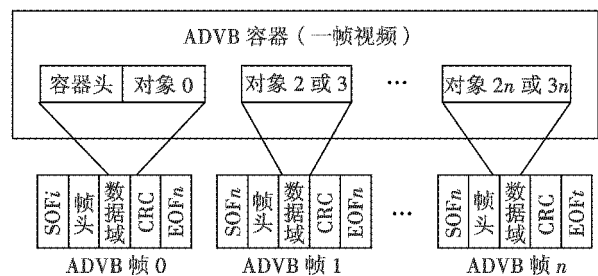 ADVB 容器(一帧视频)
容器头 对象 0 对象 2 或 3 … 对象 2n 或 3n
SOFi 帧头 数据域 CRC EOFn SOFn 帧头 数据域 CRC EOFn … SOFn 帧头 数据域 CRC EOFt
ADVB 帧 0 ADVB 帧 1 ADVB 帧 n